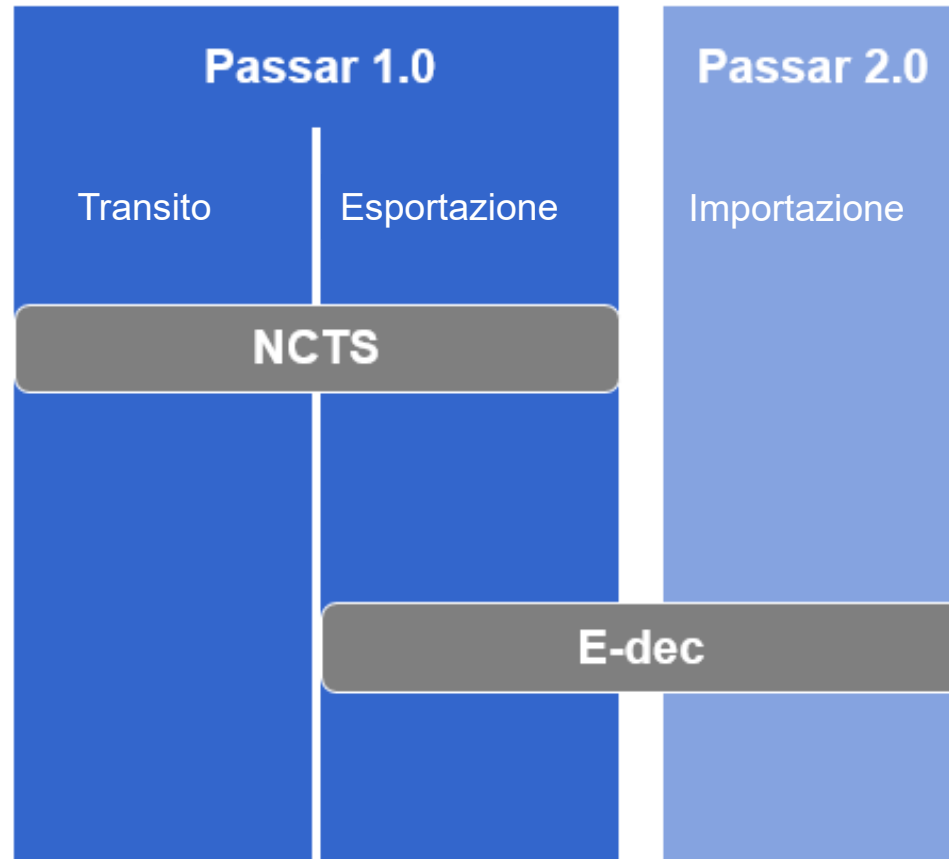 Passar 1.0
Passar 2.0
Transito
Esportazione
Importazione
NCTS
E-dec